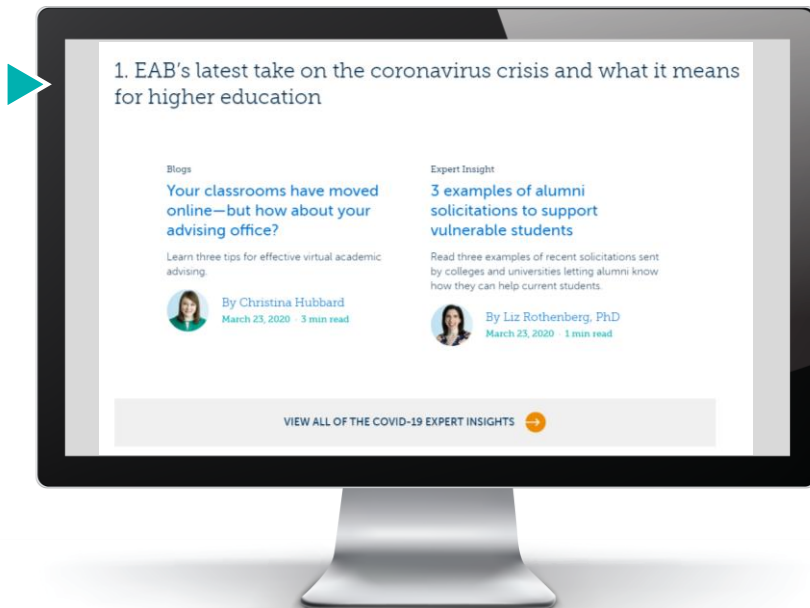 1. EAB’s latest take on the coronavirus crisis and what it means
for higher education
Blogs
Your classrooms have moved
online—but how about your
advising office?
Learn three tips for effective virtual academic
advising.
By Christina Hubbard
March 23, 2020 · 3 min read
Expert Insight
3 examples of alumni
solicitations to support
vulnerable students
Read three examples of recent solicitations sent
by colleges and universities letting alumni know
how they can help current students.
By Liz Rothenberg, PhD
March 23, 2020 · 1 min read
VIEW ALL OF THE COVID-19 EXPERT INSIGHTS